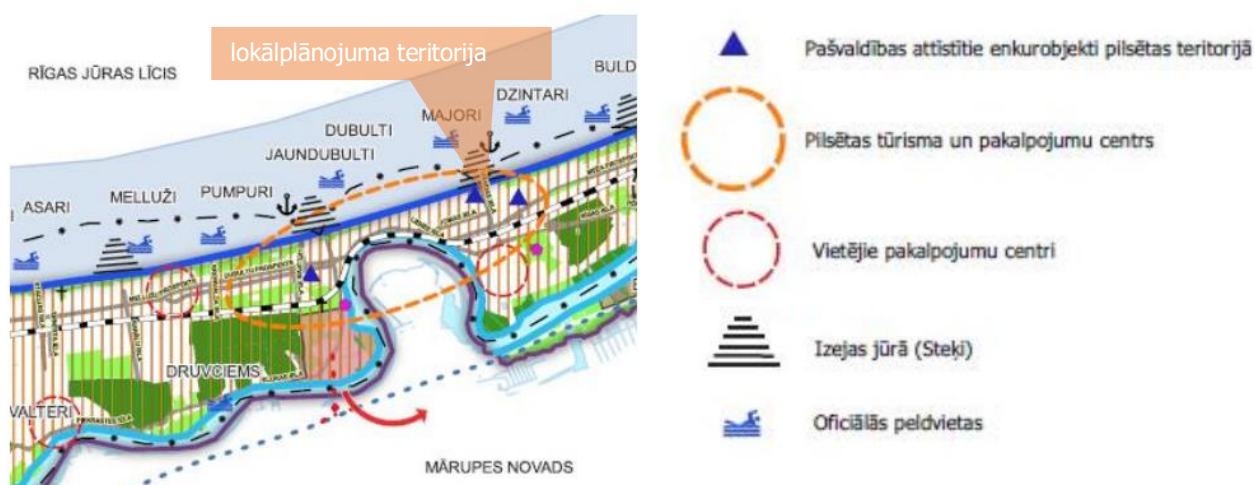 lokālplānojuma teritorija
RĪGAS JŪRAS LĪCIS
BULD
DZINTARI
MAJORI
DUBULTI
JAUNDUBULTI
PUMPURI
MELLUŽI
ASARI
DRUVCIEMS
VALTERI
MĀRUPES NOVADS
Pašvaldības attīstītie enkurobjekti pilsētas teritorijā
Pilsētas tūrisma un pakalpojumu centrs
Vietējie pakalpojumu centri
Izejas jūrā (Steķi)
Oficiālās peldvietas